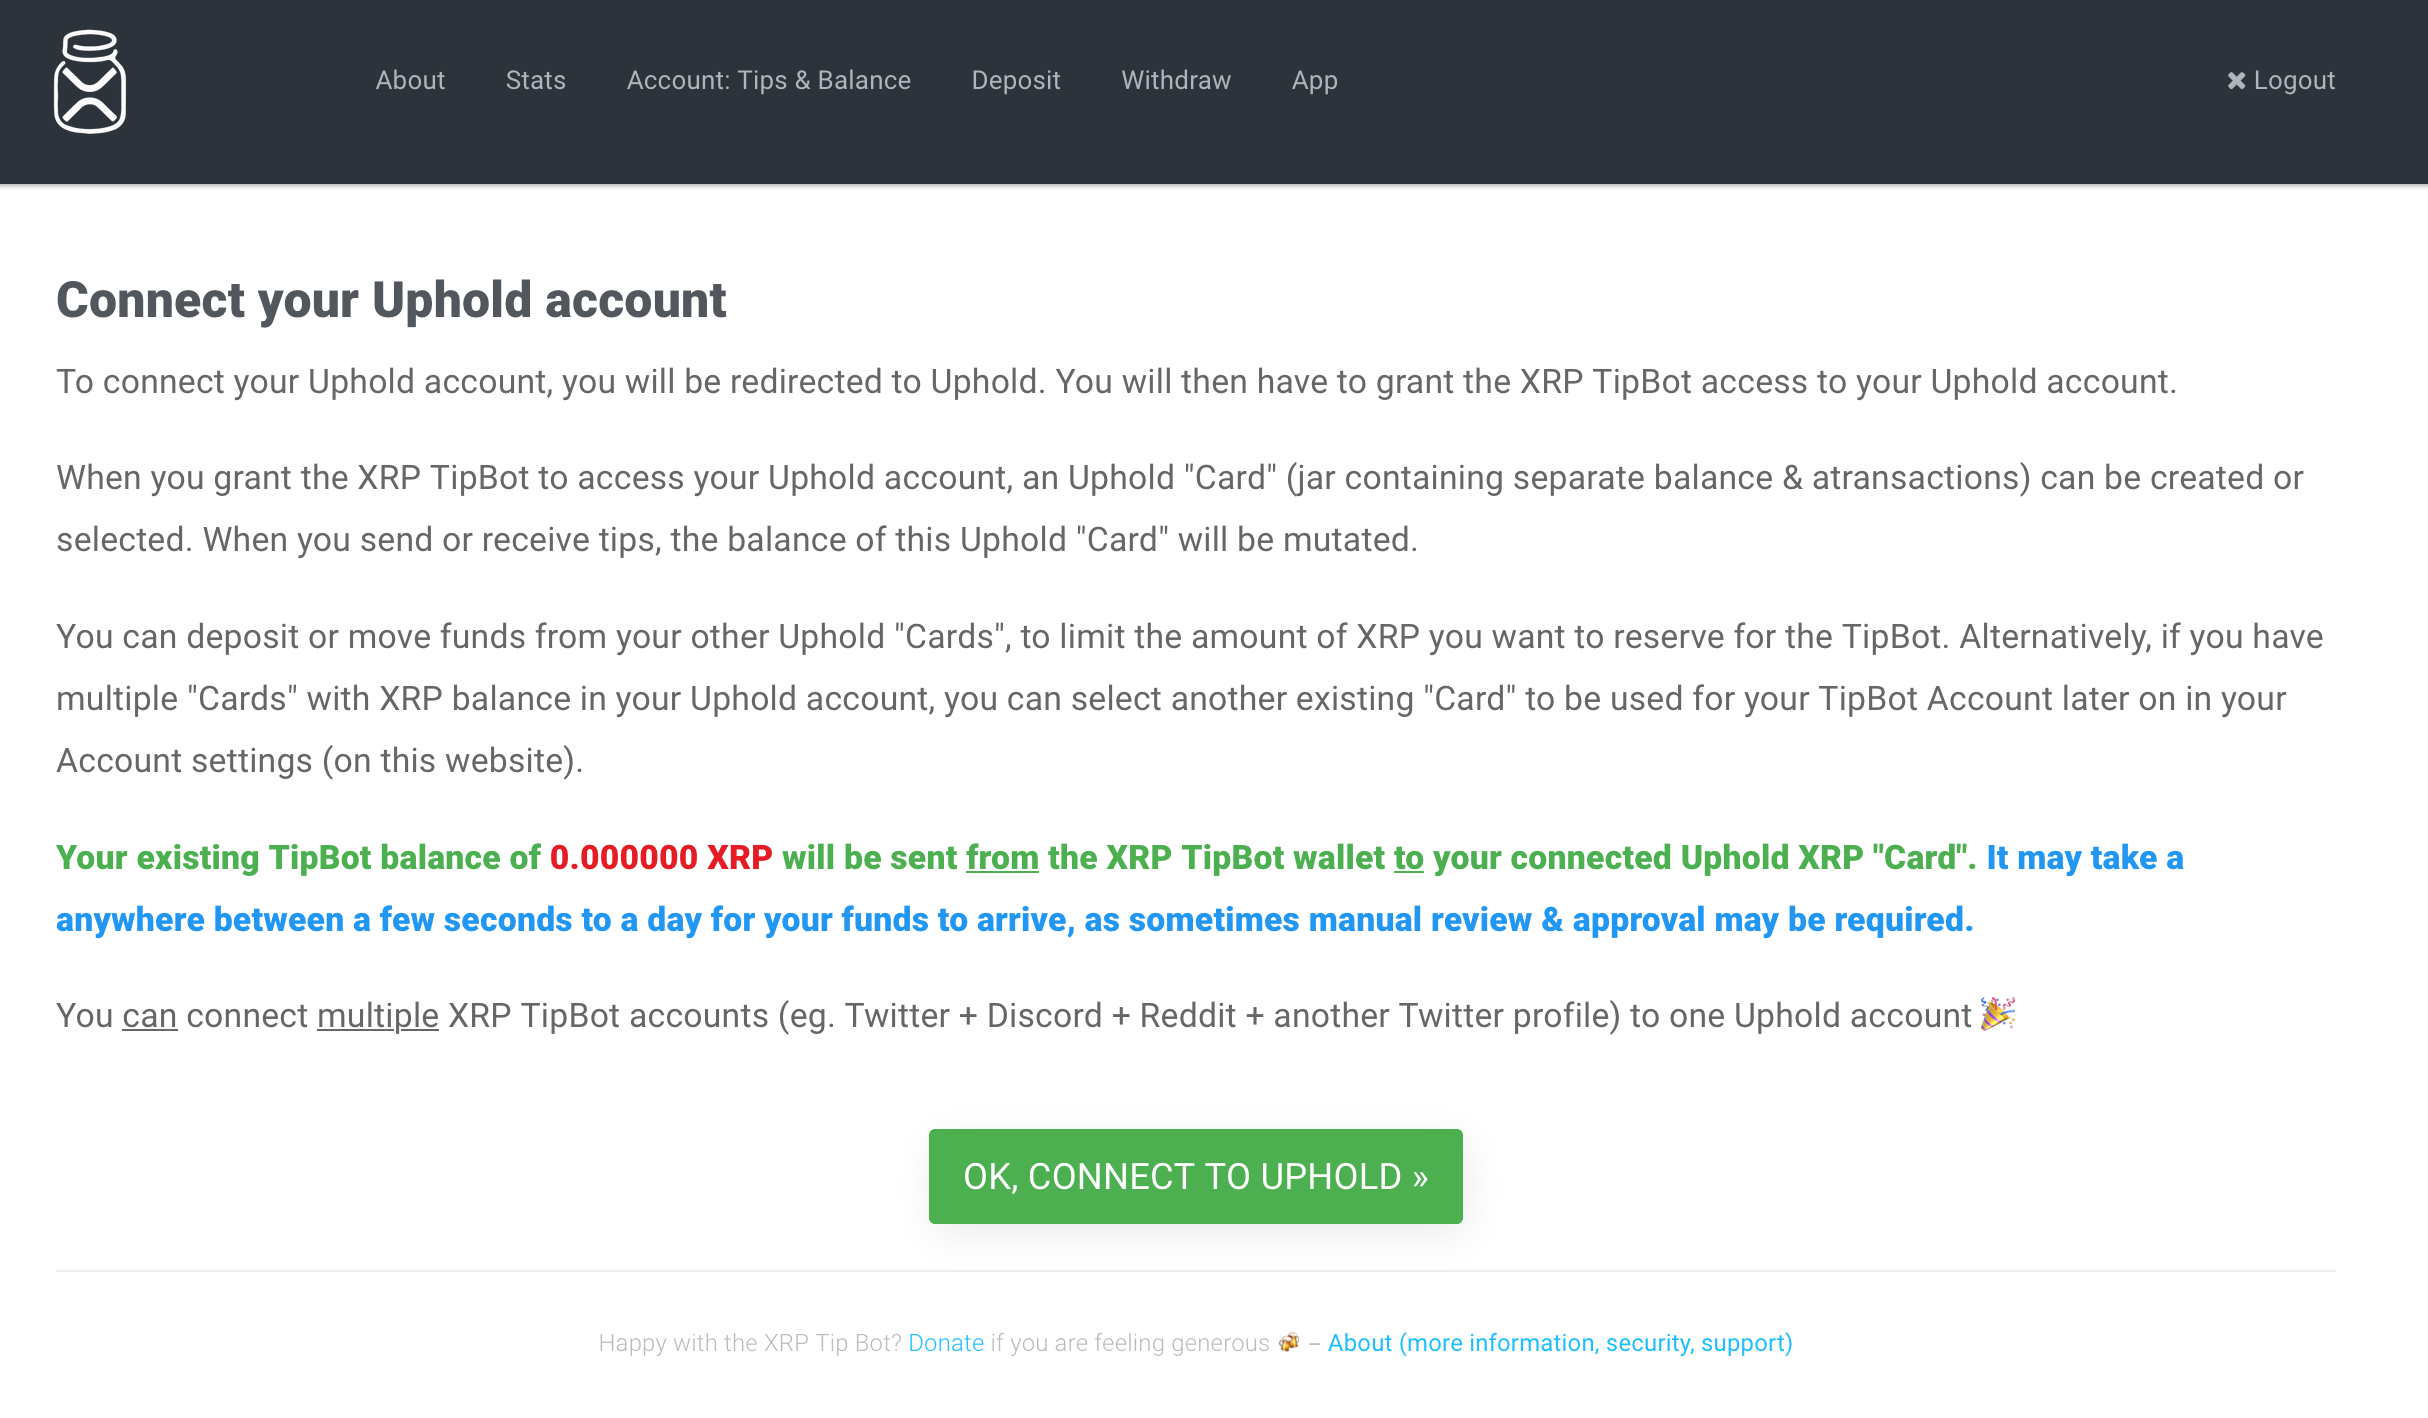 About Stats Account: Tips & Balance Deposit Withdraw App ✖ Logout
Connect your Uphold account
To connect your Uphold account, you will be redirected to Uphold. You will then have to grant the XRP TipBot access to your Uphold account.
When you grant the XRP TipBot to access your Uphold account, an Uphold "Card" (jar containing separate balance & atransactions) can be created or
selected. When you send or receive tips, the balance of this Uphold "Card" will be mutated.
You can deposit or move funds from your other Uphold "Cards", to limit the amount of XRP you want to reserve for the TipBot. Alternatively, if you have
multiple "Cards" with XRP balance in your Uphold account, you can select another existing "Card" to be used for your TipBot Account later on in your
Account settings (on this website).
Your existing TipBot balance of 0.000000 XRP will be sent from the XRP TipBot wallet to your connected Uphold XRP "Card". It may take a
anywhere between a few seconds to a day for your funds to arrive, as sometimes manual review & approval may be required.
You can connect multiple XRP TipBot accounts (eg. Twitter + Discord + Reddit + another Twitter profile) to one Uphold account 🎉
OK, CONNECT TO UPHOLD »
Happy with the XRP Tip Bot? Donate if you are feeling generous 🍻 – About (more information, security, support)